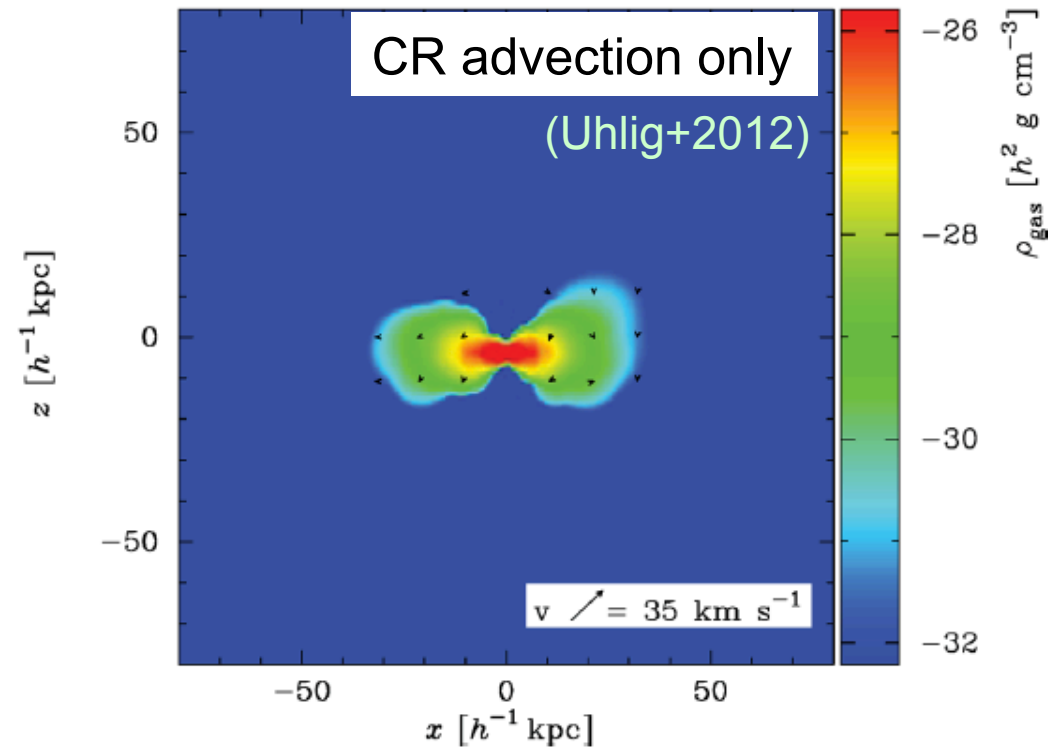 CR advection only
(Uhlig+2012)
50
0
−50
z [h⁻¹ kpc]
−50
0
50
x [h⁻¹ kpc]
v = 35 km s⁻¹
−26
−28
−30
−32
ρgas [h² g cm⁻³]